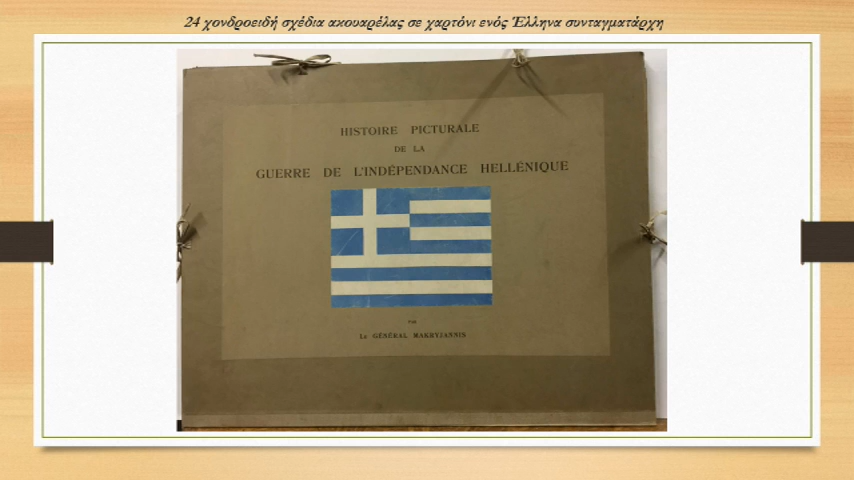 24 χονδροειδή σχέδια ακουαρέλας σε χαρτόνι ενός Έλληνα συνταγματάρχη
HISTOIRE PICTURALE
DE LA
GUERRE DE L'INDÉPENDANCE HELLÉNIQUE
PAR
LE GÉNÉRAL MAKRYJANNIS